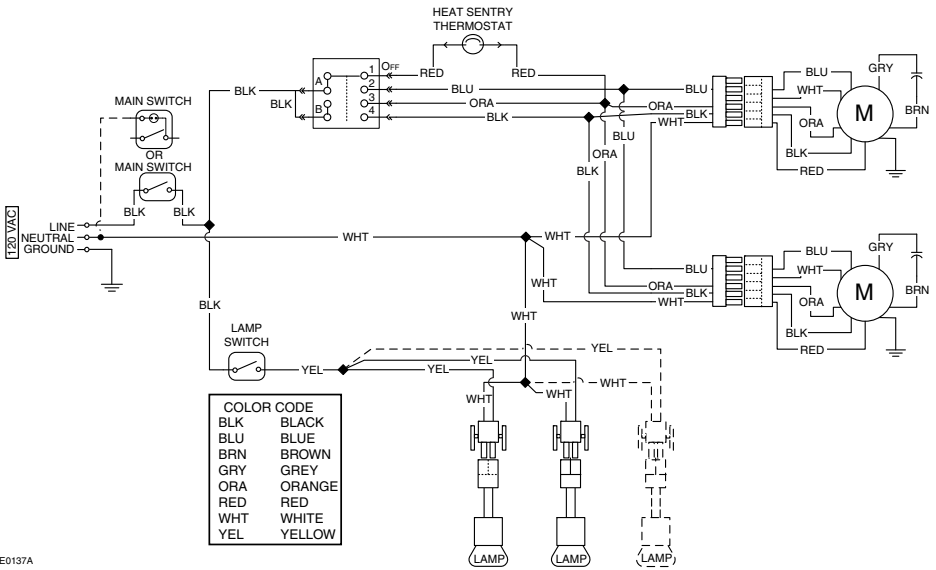 HEAT SENTRY
THERMOSTAT
RED
RED
A
B
1
OFF
2
3
4
BLK
BLK
BLU
ORA
BLK
BLU
ORA
BLK
WHT
BLU
WHT
ORA
BLK
RED
GRY
BRN
M
MAIN SWITCH
OR
MAIN SWITCH
BLK
BLK
120 VAC
LINE
NEUTRAL
GROUND
BLU
ORA
BLK
WHT
WHT
WHT
WHT
BLU
ORA
BLK
WHT
BLU
WHT
ORA
BLK
RED
GRY
BRN
M
BLK
LAMP
SWITCH
YEL
YEL
YEL
YEL
WHT
WHT
WHT
COLOR CODE
BLK BLACK
BLU BLUE
BRN BROWN
GRY GREY
ORA ORANGE
RED RED
WHT WHITE
YEL YELLOW
LAMP
LAMP
LAMP
E0137A